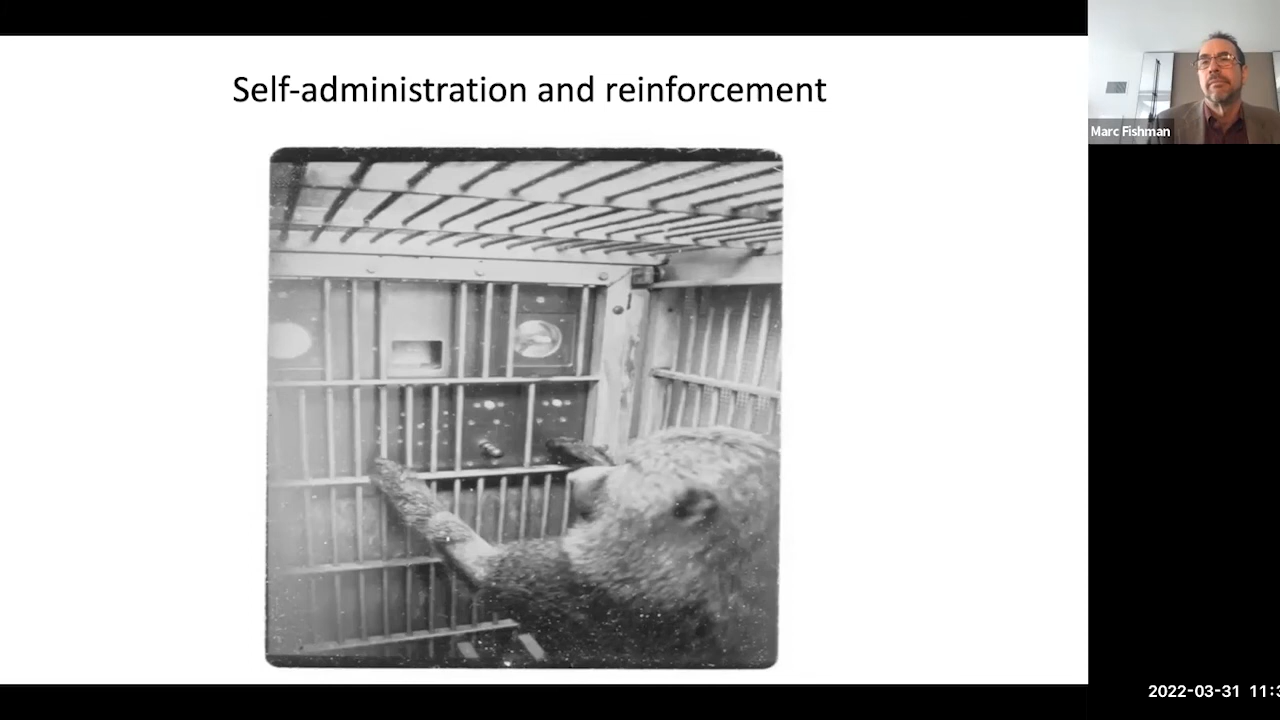 Self-administration and reinforcement
Marc Fishman
2022-03-31 11:3